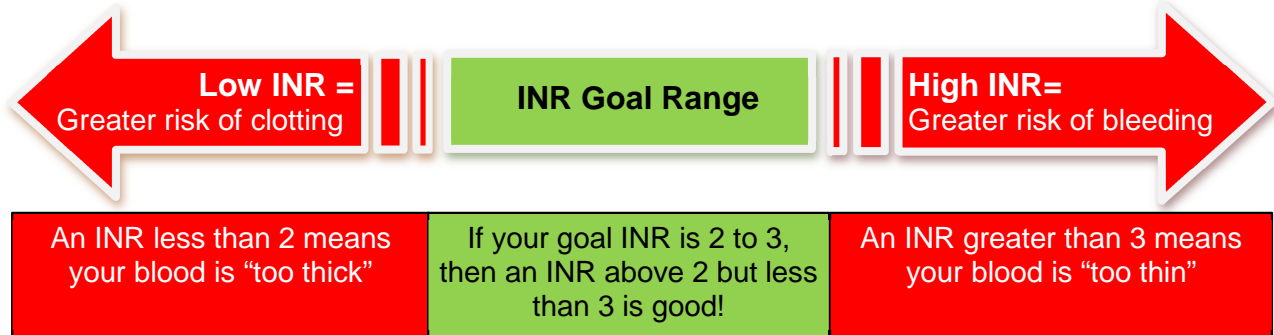 Low INR =
Greater risk of clotting
INR Goal Range
High INR=
Greater risk of bleeding
An INR less than 2 means
your blood is “too thick”
If your goal INR is 2 to 3,
then an INR above 2 but less
than 3 is good!
An INR greater than 3 means
your blood is “too thin”